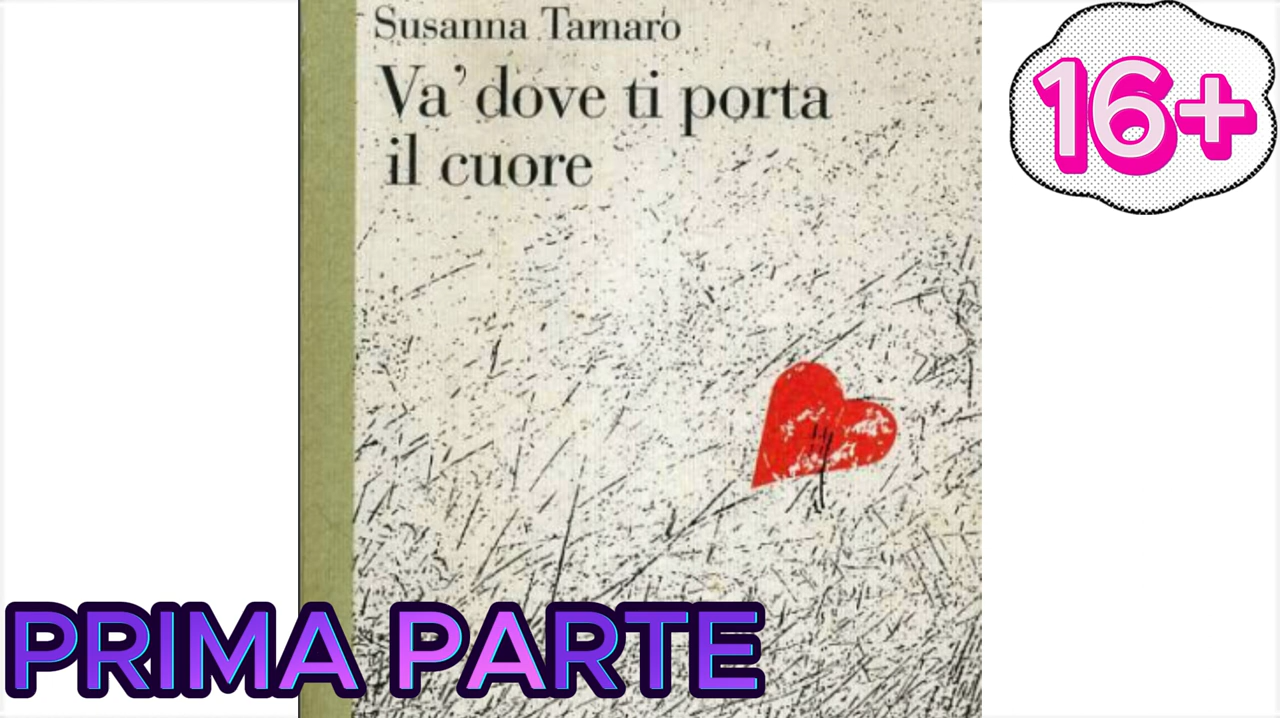 Susanna Tamaro
Va' dove ti porta
il cuore
16+
PRIMA PARTE